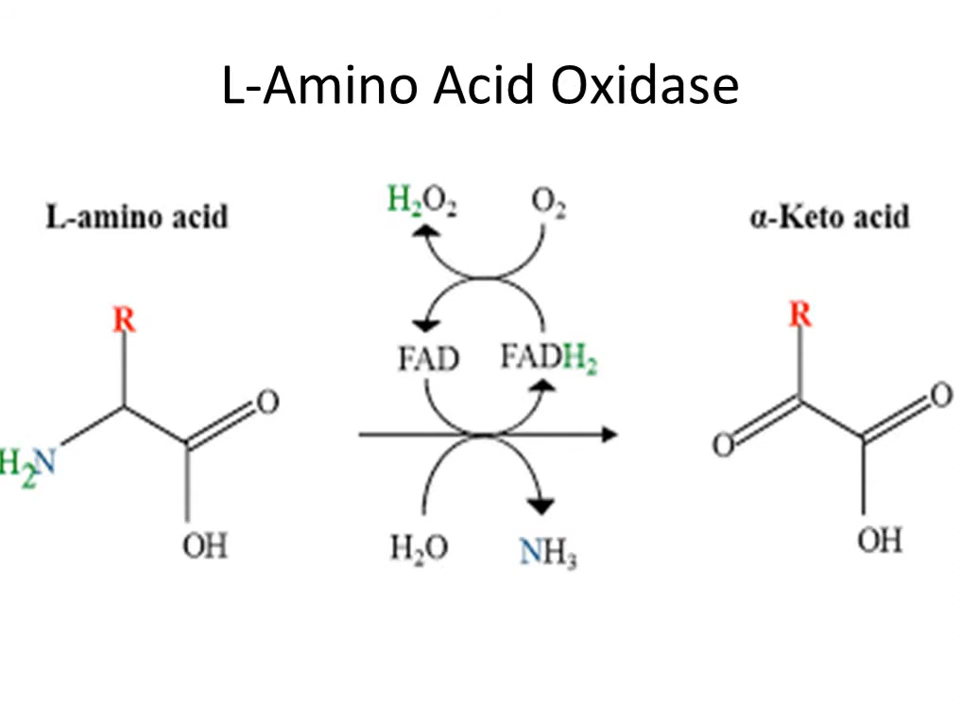 L-Amino Acid Oxidase
L-amino acid
H₂O₂
O₂
α-Keto acid
R
R
FAD
FADH₂
O
O
H₂N
O
OH
H₂O
NH₃
OH